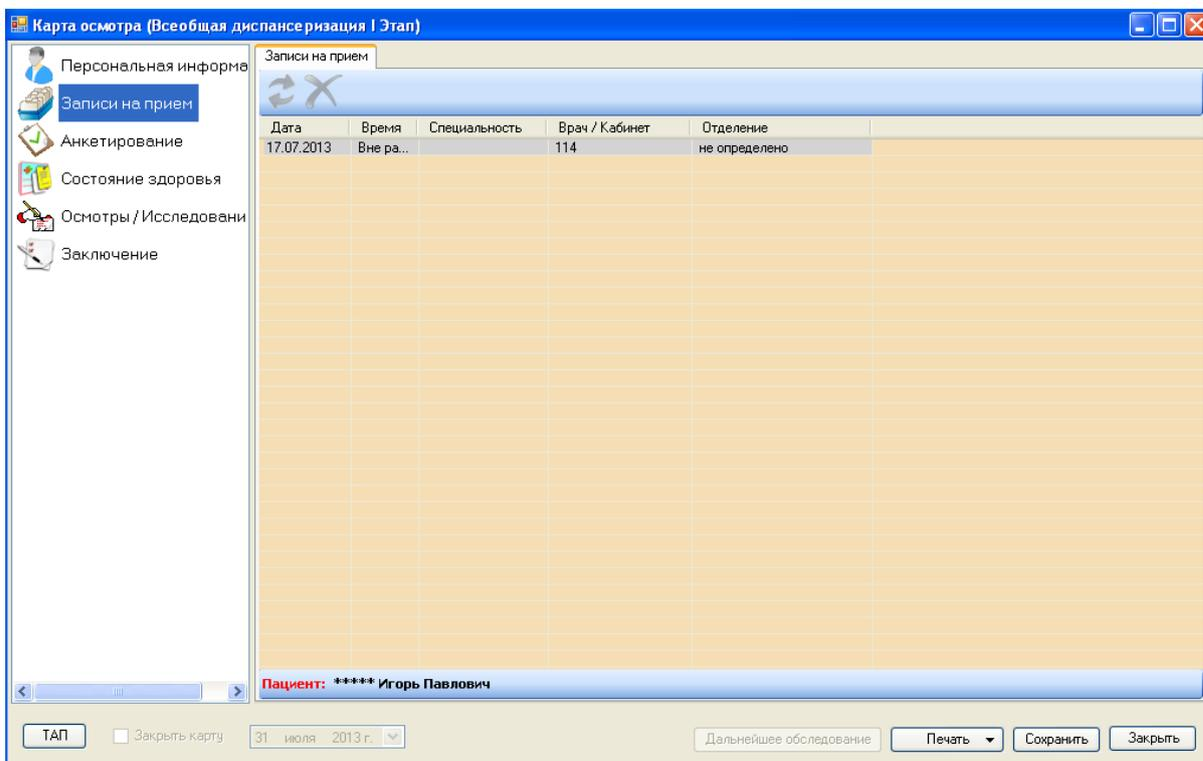 Карта осмотра (Всеобщая диспансеризация I Этап)
Персональная информа
Записи на прием
Анкетирование
Состояние здоровья
Осмотры / Исследовани
Заключение
Записи на прием
Дата Время Специальность Врач / Кабинет Отделение
17.07.2013 Вне ра... 114 не определено
Пациент: ***** Игорь Павлович
ТАП Закрыть карту 31 июля 2013 г. Дальнейшее обследование Печать Сохранить Закрыть